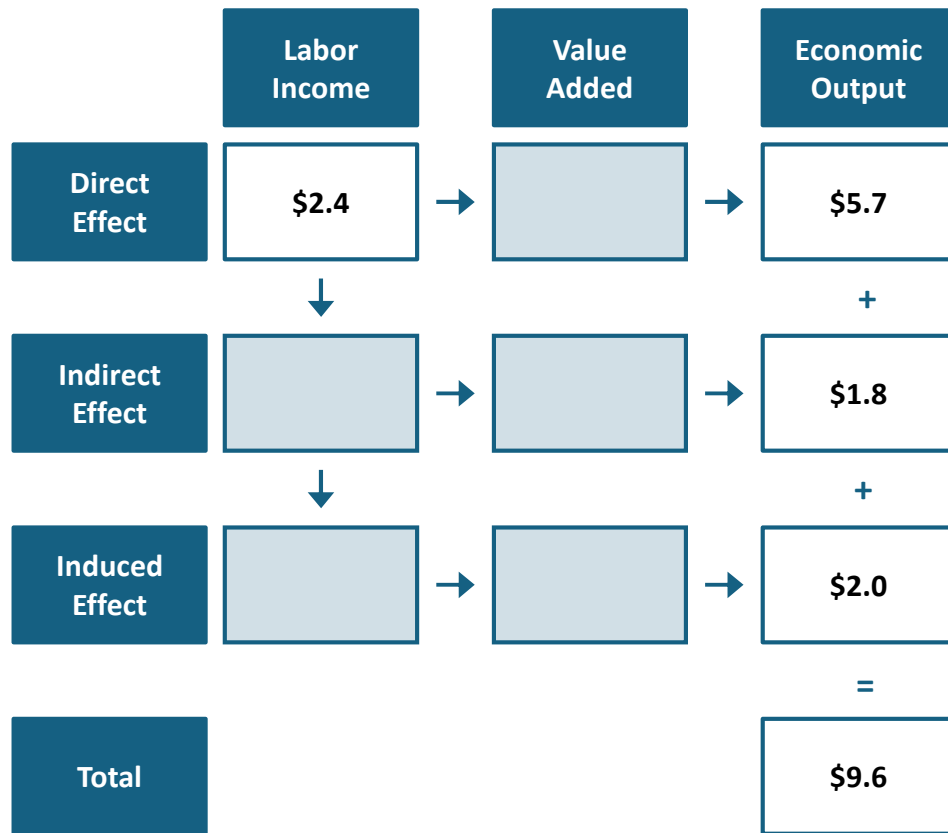 Labor
Income
Value
Added
Economic
Output
Direct
Effect
$2.4
$5.7
+
Indirect
Effect
$1.8
+
Induced
Effect
$2.0
=
Total
$9.6